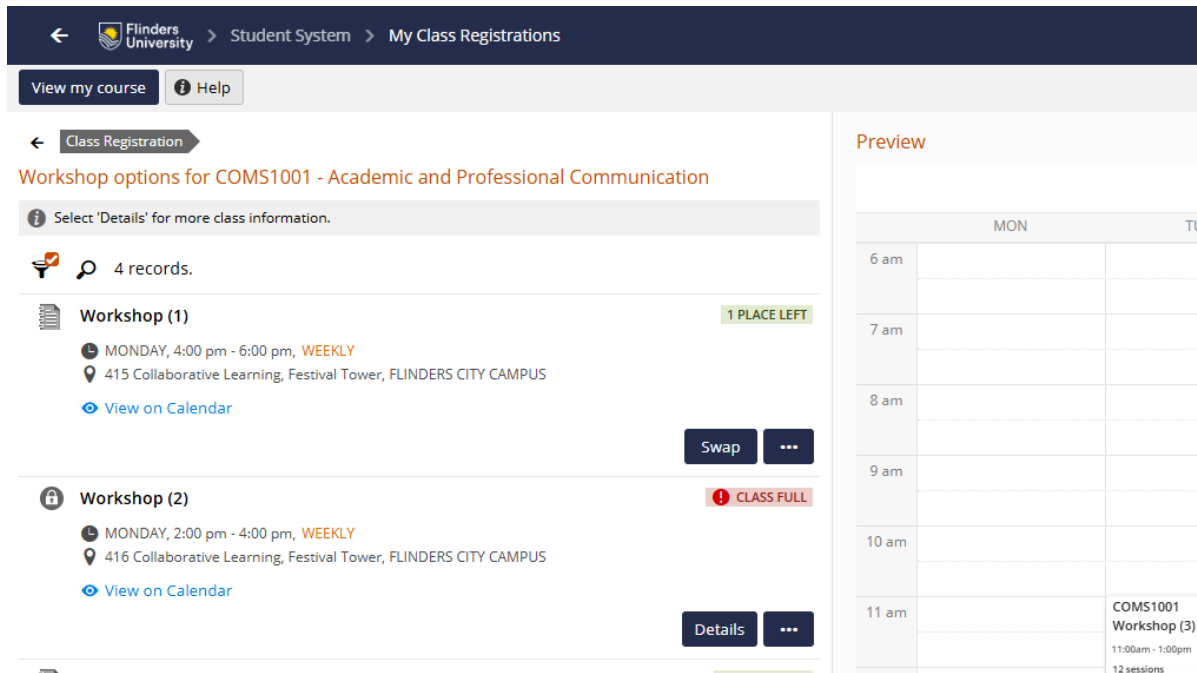 Flinders University > Student System > My Class Registrations
View my course
Help
Class Registration
Workshop options for COMS1001 - Academic and Professional Communication
Select 'Details' for more class information.
4 records.
Workshop (1)
1 PLACE LEFT
MONDAY, 4:00 pm - 6:00 pm, WEEKLY
415 Collaborative Learning, Festival Tower, FLINDERS CITY CAMPUS
View on Calendar
Swap
Workshop (2)
CLASS FULL
MONDAY, 2:00 pm - 4:00 pm, WEEKLY
416 Collaborative Learning, Festival Tower, FLINDERS CITY CAMPUS
View on Calendar
Details
Preview
MON
TU
6 am
7 am
8 am
9 am
10 am
11 am
COMS1001
Workshop (3)
11:00am - 1:00pm
12 sessions